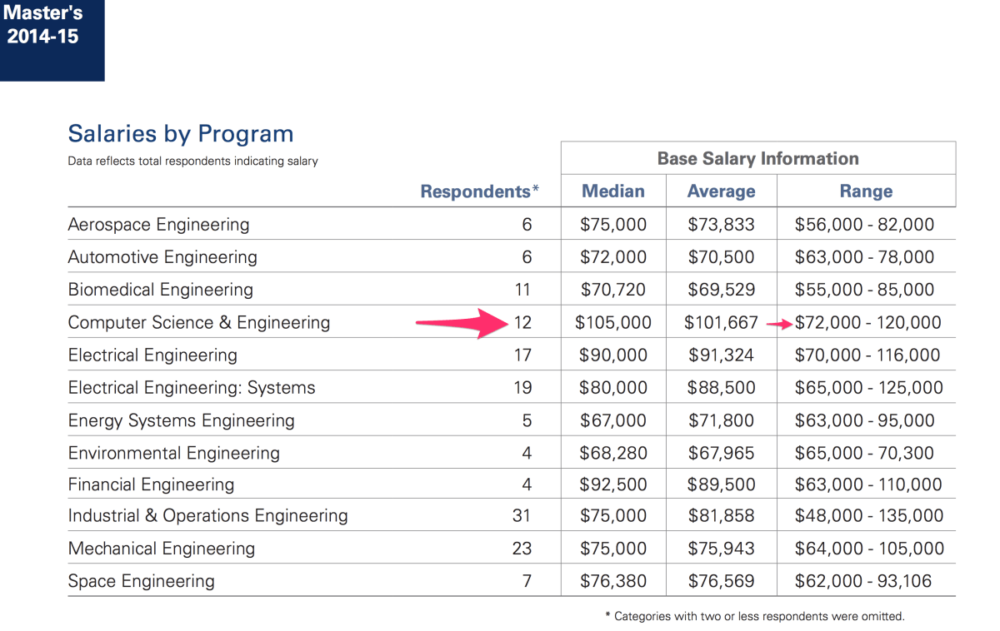 Master's
2014-15
Salaries by Program
Data reflects total respondents indicating salary
Base Salary Information
Respondents* Median Average Range
Aerospace Engineering 6 $75,000 $73,833 $56,000 - 82,000
Automotive Engineering 6 $72,000 $70,500 $63,000 - 78,000
Biomedical Engineering 11 $70,720 $69,529 $55,000 - 85,000
Computer Science & Engineering 12 $105,000 $101,667 $72,000 - 120,000
Electrical Engineering 17 $90,000 $91,324 $70,000 - 116,000
Electrical Engineering: Systems 19 $80,000 $88,500 $65,000 - 125,000
Energy Systems Engineering 5 $67,000 $71,800 $63,000 - 95,000
Environmental Engineering 4 $68,280 $67,965 $65,000 - 70,300
Financial Engineering 4 $92,500 $89,500 $63,000 - 110,000
Industrial & Operations Engineering 31 $75,000 $81,858 $48,000 - 135,000
Mechanical Engineering 23 $75,000 $75,943 $64,000 - 105,000
Space Engineering 7 $76,380 $76,569 $62,000 - 93,106
* Categories with two or less respondents were omitted.